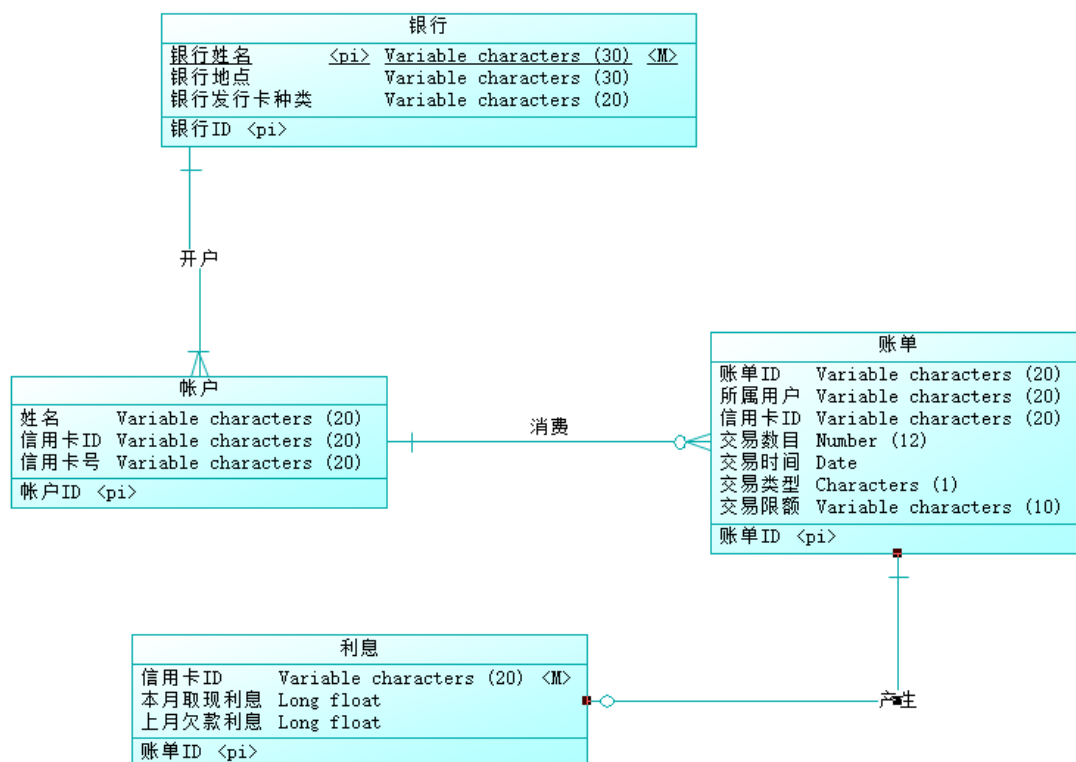 银行
银行姓名 <pi> Variable characters (30) <M>
银行地点 Variable characters (30)
银行发行卡种类 Variable characters (20)
银行ID <pi>
开户
帐户
姓名 Variable characters (20)
信用卡ID Variable characters (20)
信用卡号 Variable characters (20)
帐户ID <pi>
消费
账单
账单ID Variable characters (20)
所属用户 Variable characters (20)
信用卡ID Variable characters (20)
交易数目 Number (12)
交易时间 Date
交易类型 Characters (1)
交易限额 Variable characters (10)
账单ID <pi>
产生
利息
信用卡ID Variable characters (20) <M>
本月取现利息 Long float
上月欠款利息 Long float
账单ID <pi>